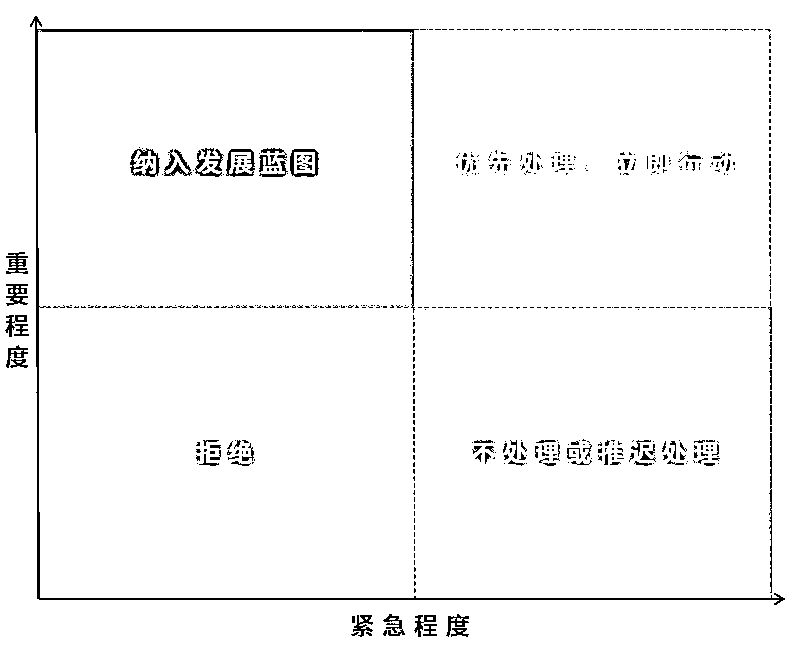 纳入发展蓝图
优先处理、立即行动
重要程度
拒绝
不处理或推迟处理
紧急程度